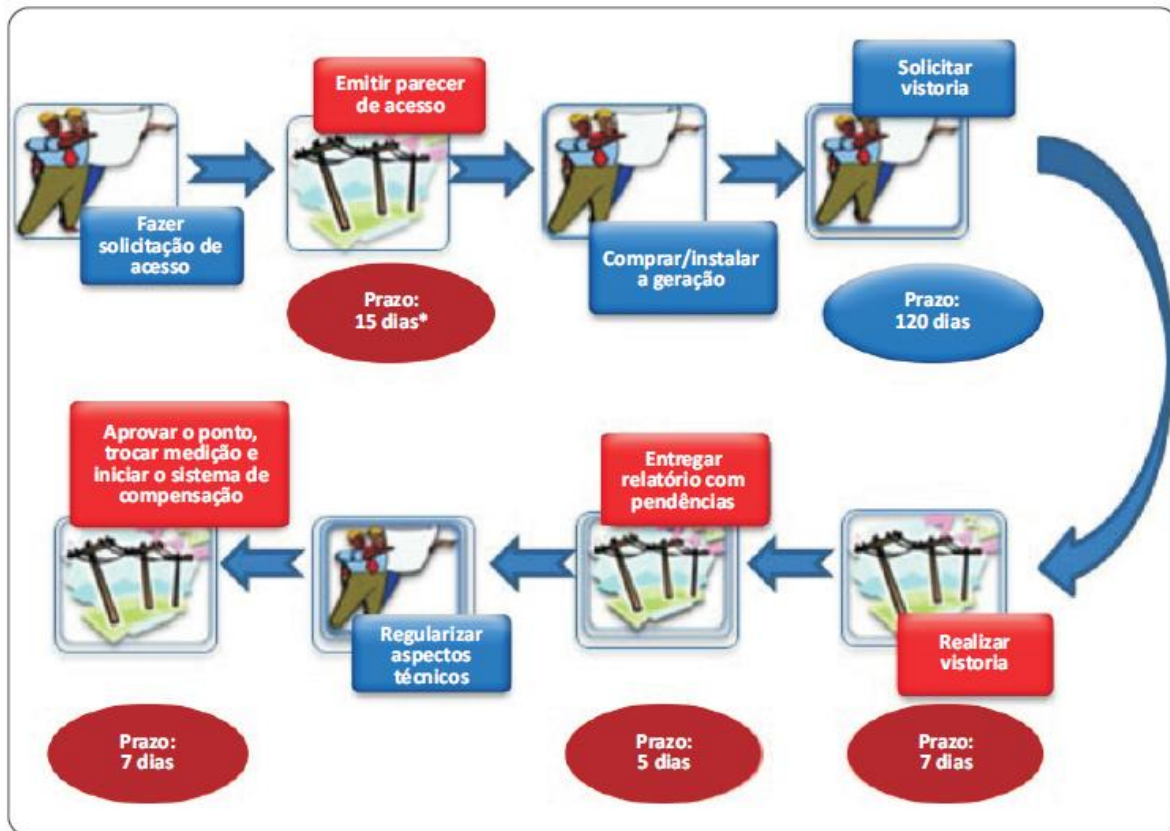 Fazer
solicitação de
acesso
Emitir parecer
de acesso
Prazo:
15 dias*
Comprar/instalar
a geração
Solicitar
vistoria
Prazo:
120 dias
Realizar
vistoria
Prazo:
7 dias
Entregar
relatório com
pendências
Prazo:
5 dias
Regularizar
aspectos
técnicos
Aprovar o ponto,
trocar medição e
iniciar o sistema de
compensação
Prazo:
7 dias